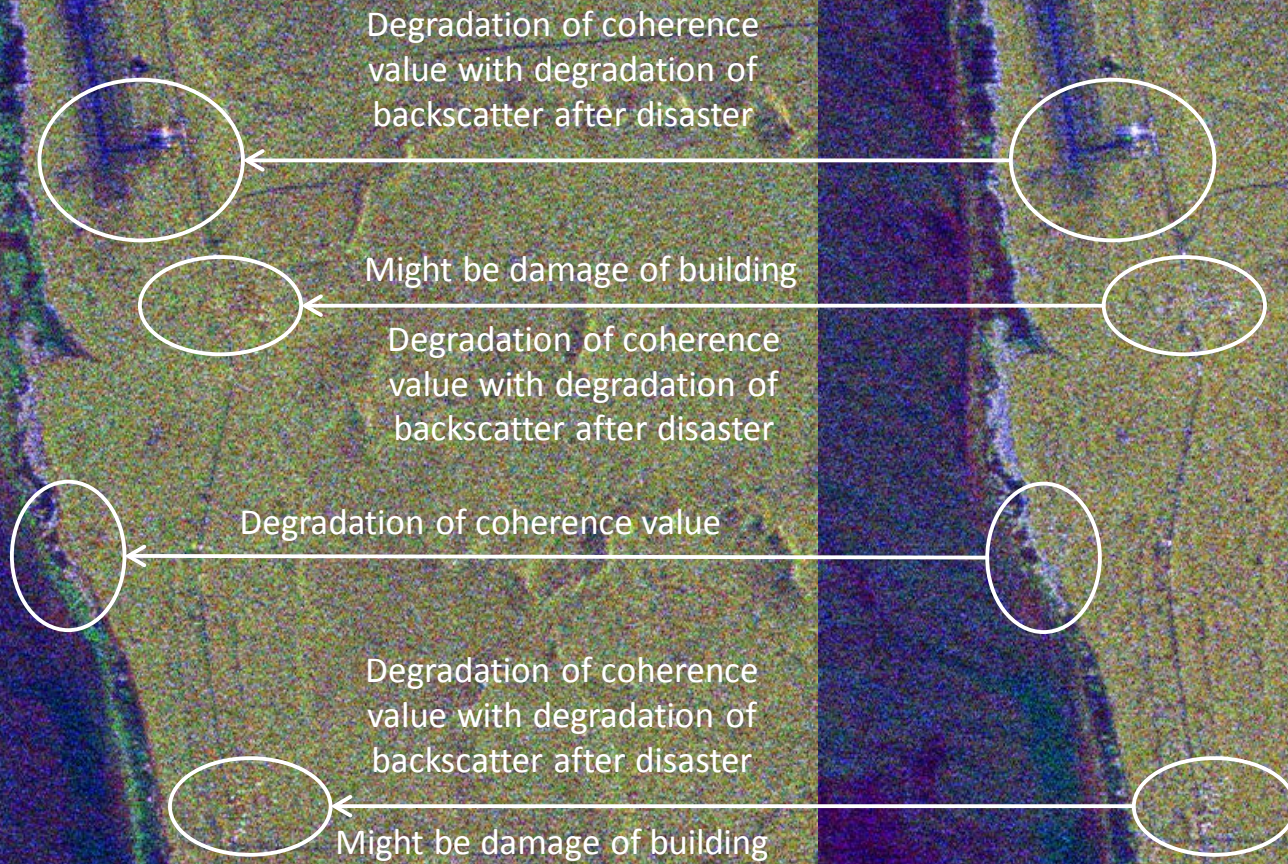 Degradation of coherence
value with degradation of
backscatter after disaster
Might be damage of building
Degradation of coherence
value with degradation of
backscatter after disaster
Degradation of coherence value
Degradation of coherence
value with degradation of
backscatter after disaster
Might be damage of building